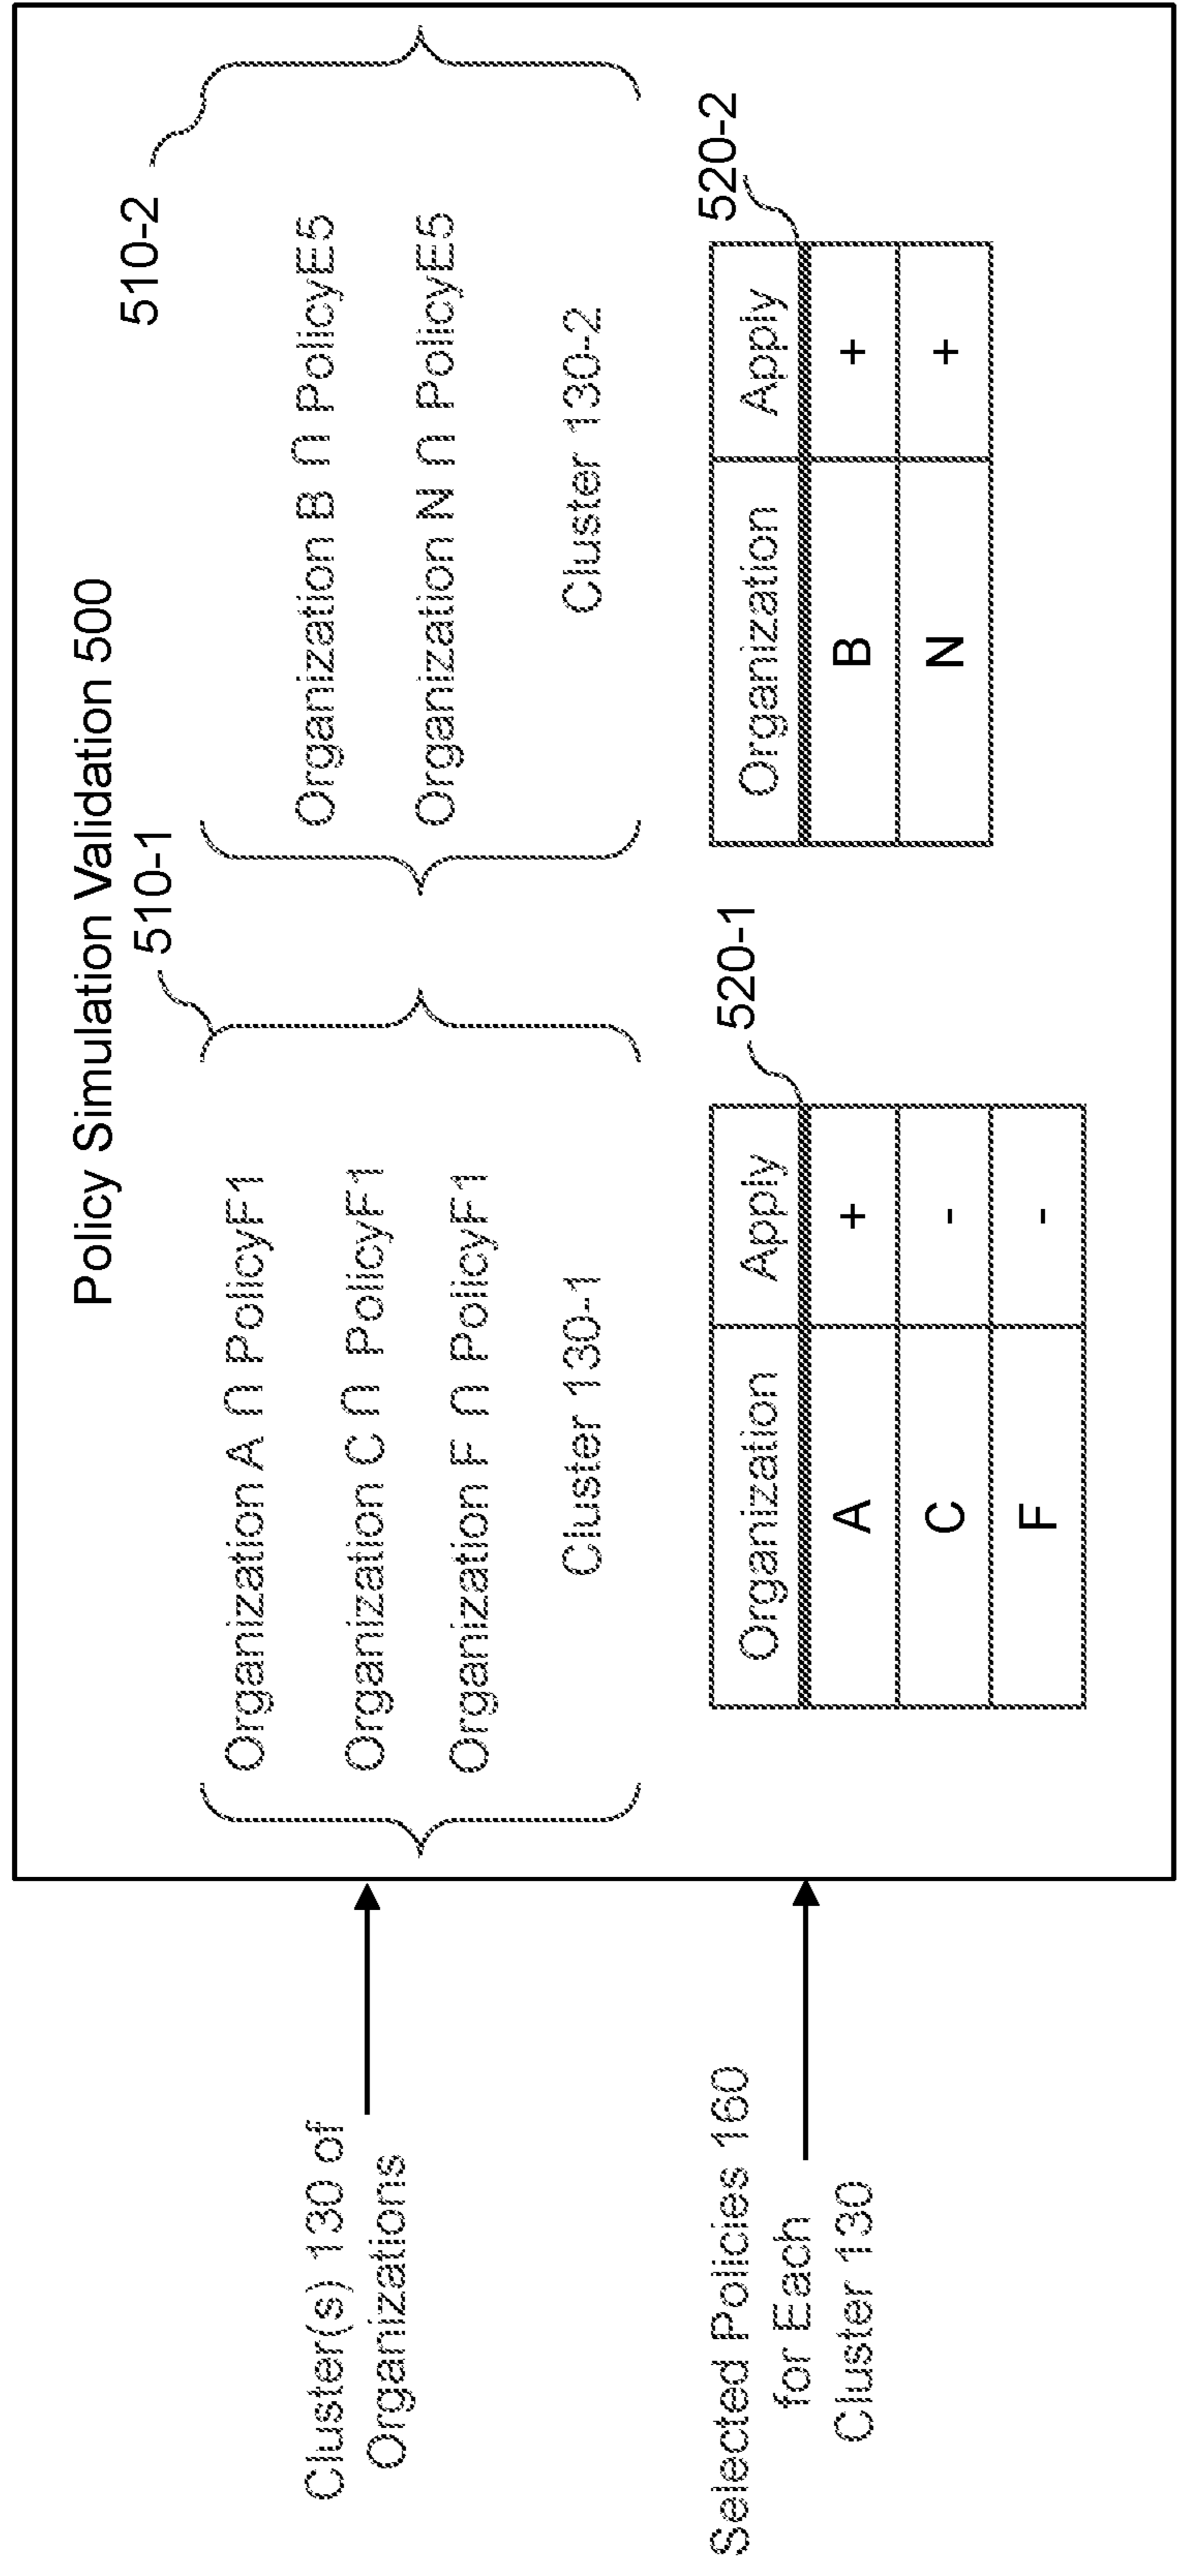 Policy Simulation Validation 500
510-1
510-2
Cluster(s) 130 of
Organizations
Organization A ∩ PolicyF1
Organization C ∩ PolicyF1
Organization F ∩ PolicyF1
Cluster 130-1
Organization B ∩ PolicyE5
Organization N ∩ PolicyE5
Cluster 130-2
Selected Policies 160
for Each
Cluster 130
520-1
Organization Apply
A +
C -
F -
520-2
Organization Apply
B +
N +